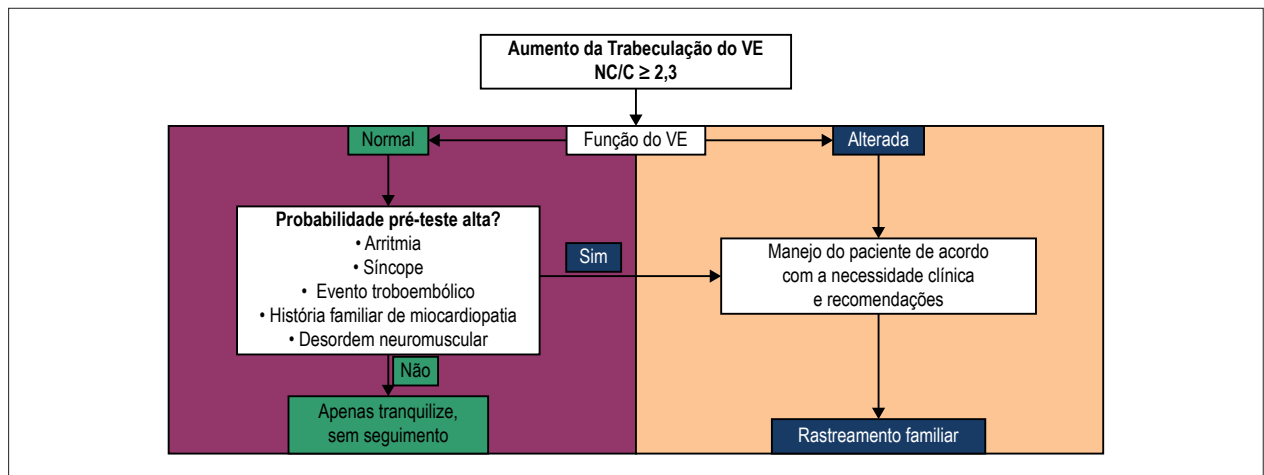 Aumento da Trabeculação do VE
NC/C ≥ 2,3
Normal
Função do VE
Alterada
Probabilidade pré-teste alta?
• Arritmia
• Síncope
• Evento troboembólico
• História familiar de miocardiopatia
• Desordem neuromuscular
Sim
Manejo do paciente de acordo
com a necessidade clínica
e recomendações
Não
Apenas tranquilize,
sem seguimento
Rastreamento familiar